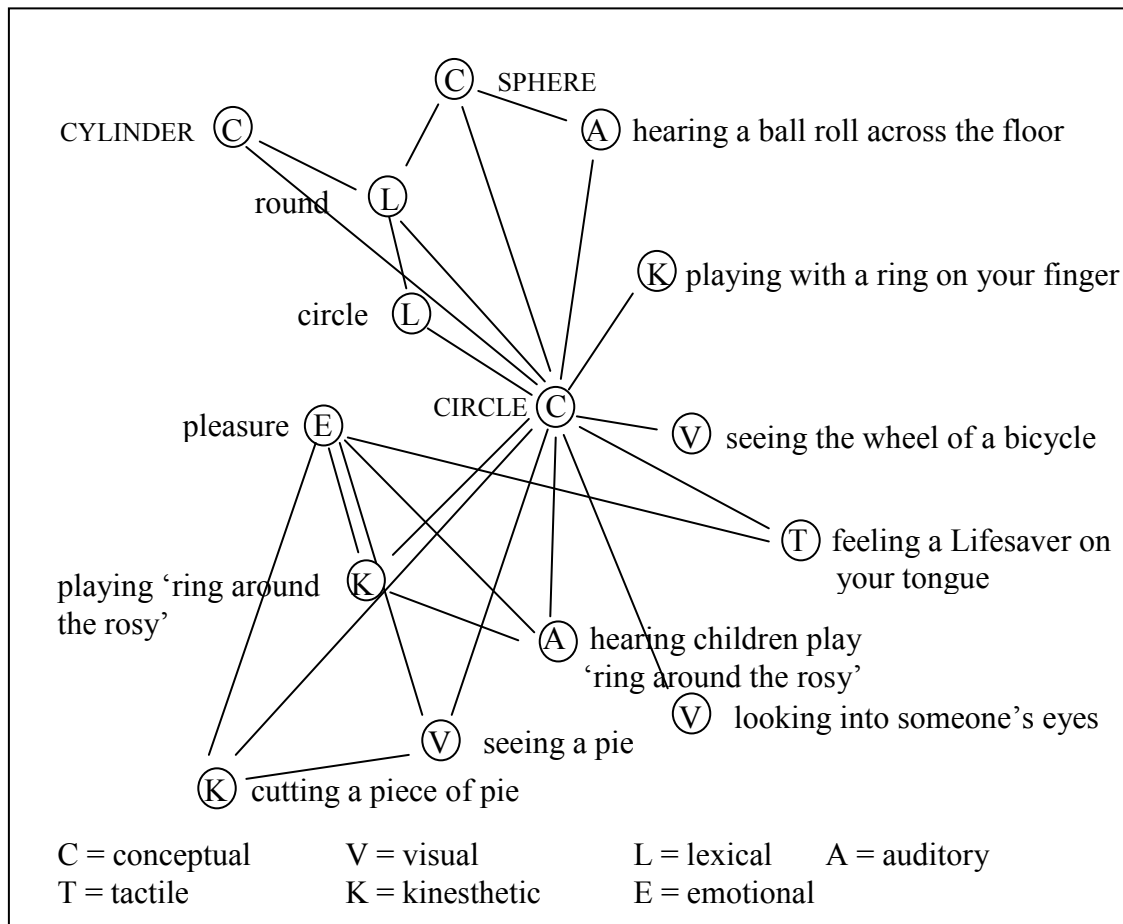 C SPHERE
CYLINDER C
A hearing a ball roll across the floor
round L
K playing with a ring on your finger
circle L
CIRCLE C
pleasure E
V seeing the wheel of a bicycle
T feeling a Lifesaver on
your tongue
playing ‘ring around K
the rosy’
A hearing children play
‘ring around the rosy’
V looking into someone’s eyes
V seeing a pie
K cutting a piece of pie
C = conceptual V = visual L = lexical A = auditory
T = tactile K = kinesthetic E = emotional